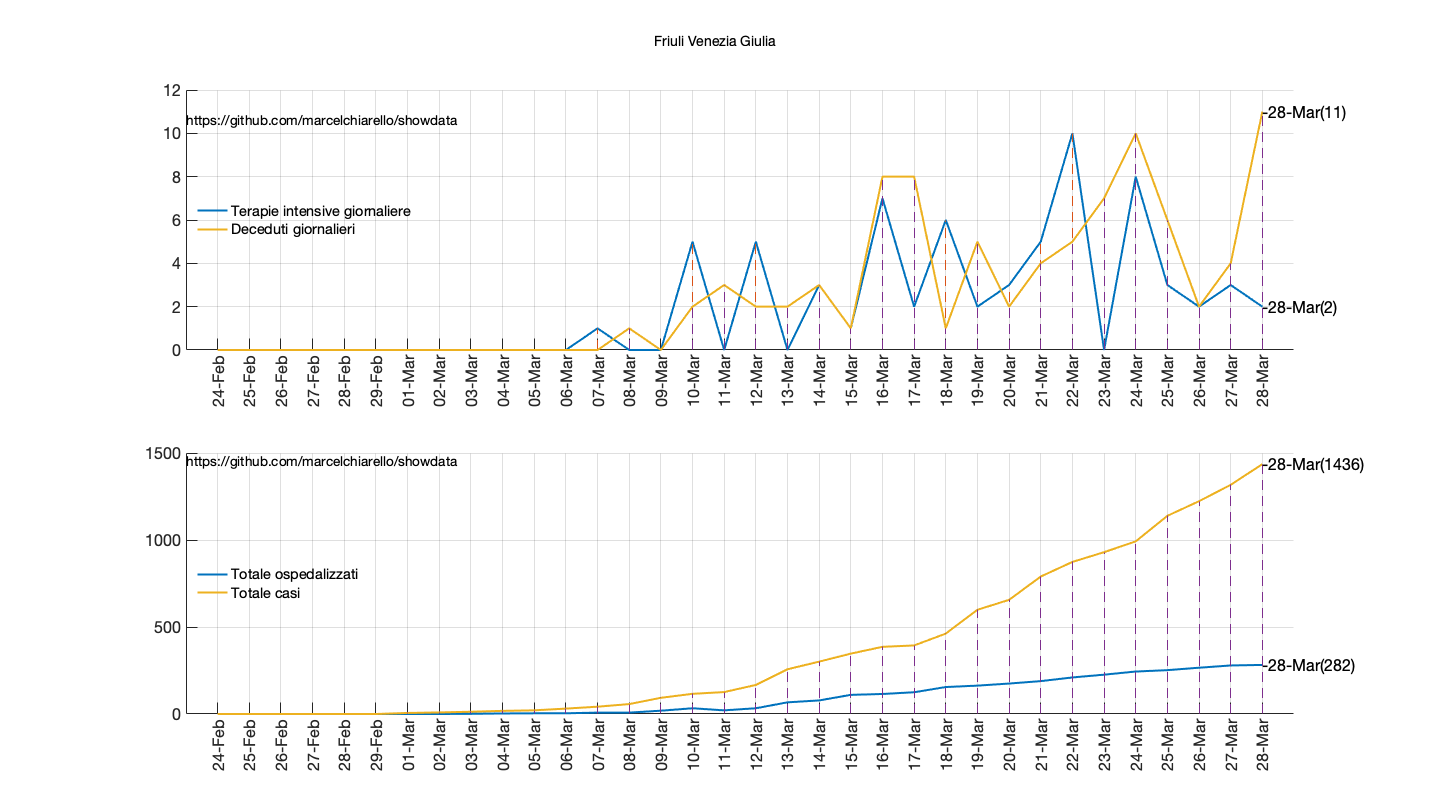 Friuli Venezia Giulia
12
10
8
6
4
2
0
https://github.com/marcelchiarello/showdata
Terapie intensive giornaliere
Deceduti giornalieri
28-Mar(11)
28-Mar(2)
24-Feb
25-Feb
26-Feb
27-Feb
28-Feb
29-Feb
01-Mar
02-Mar
03-Mar
04-Mar
05-Mar
06-Mar
07-Mar
08-Mar
09-Mar
10-Mar
11-Mar
12-Mar
13-Mar
14-Mar
15-Mar
16-Mar
17-Mar
18-Mar
19-Mar
20-Mar
21-Mar
22-Mar
23-Mar
24-Mar
25-Mar
26-Mar
27-Mar
28-Mar
1500
1000
500
0
https://github.com/marcelchiarello/showdata
Totale ospedalizzati
Totale casi
28-Mar(1436)
28-Mar(282)
24-Feb
25-Feb
26-Feb
27-Feb
28-Feb
29-Feb
01-Mar
02-Mar
03-Mar
04-Mar
05-Mar
06-Mar
07-Mar
08-Mar
09-Mar
10-Mar
11-Mar
12-Mar
13-Mar
14-Mar
15-Mar
16-Mar
17-Mar
18-Mar
19-Mar
20-Mar
21-Mar
22-Mar
23-Mar
24-Mar
25-Mar
26-Mar
27-Mar
28-Mar